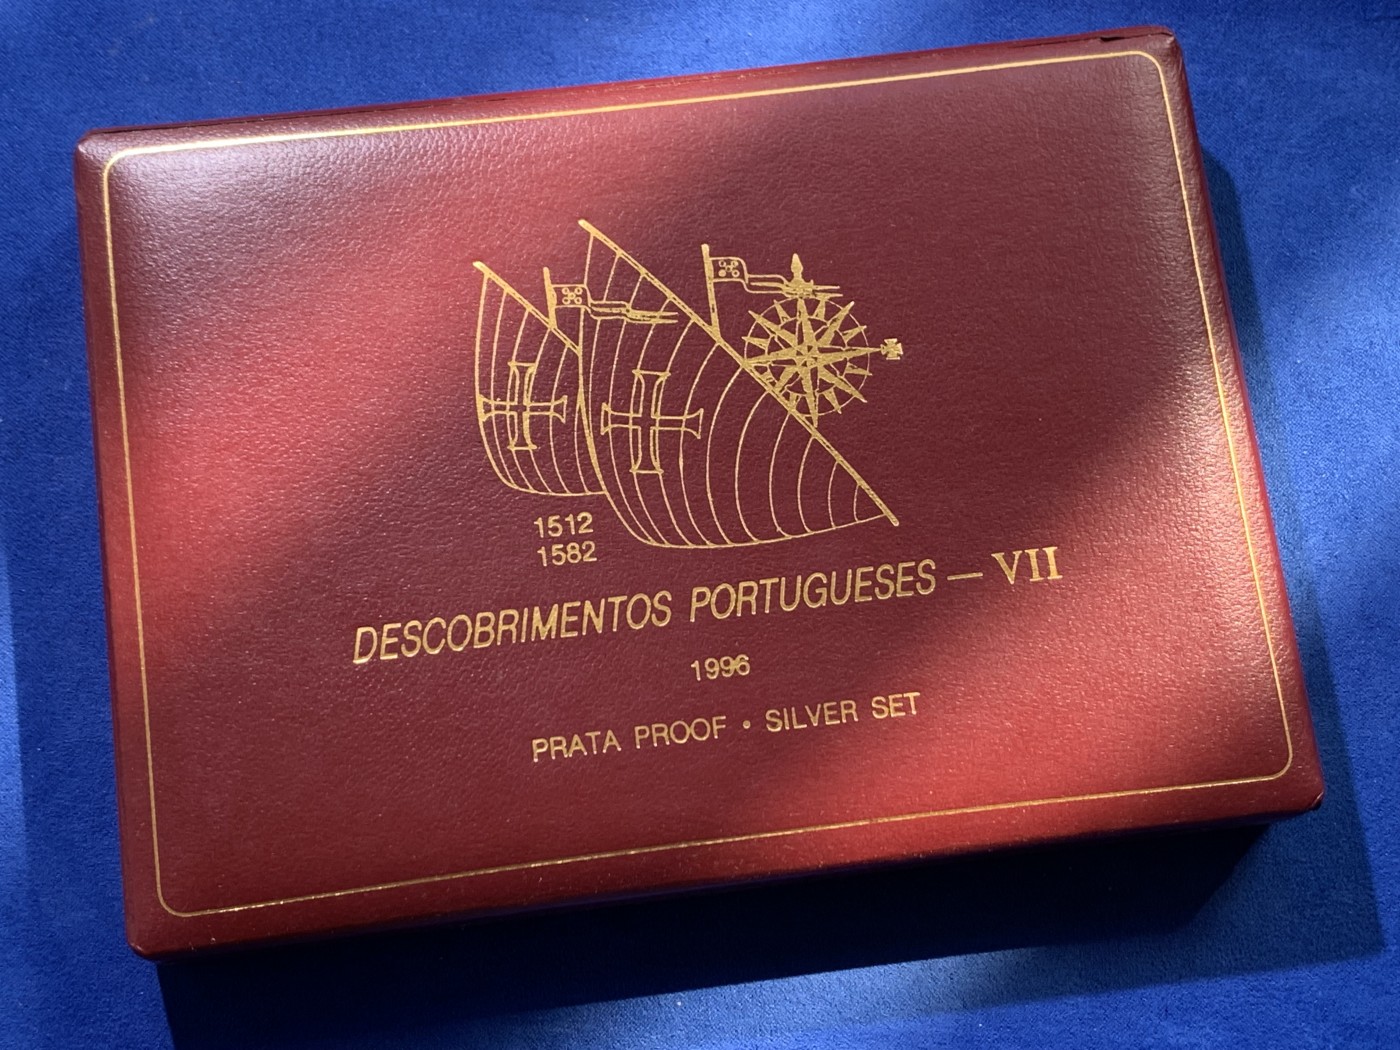 1512
1582
DESCOBRIMENTOS PORTUGUESES — VII
1996
PRATA PROOF • SILVER SET